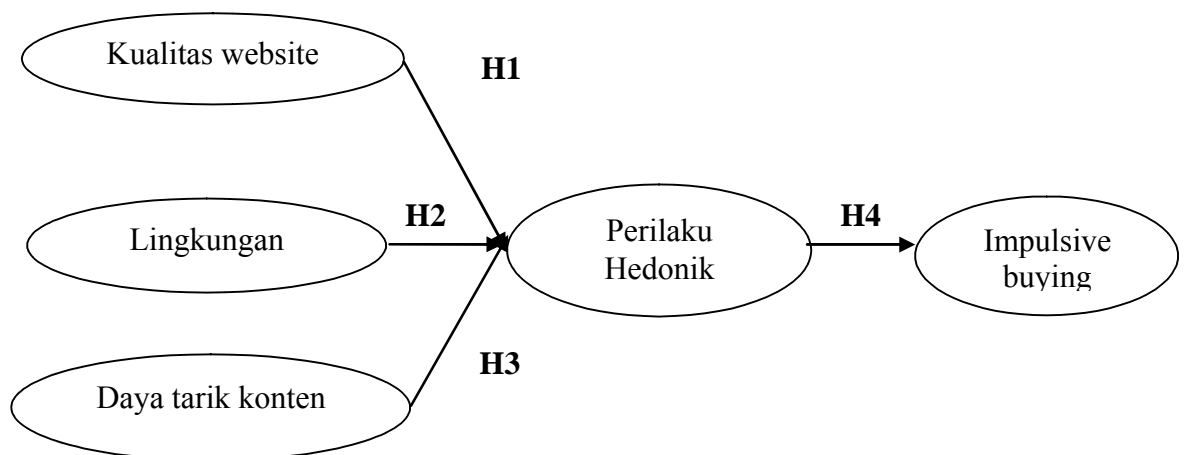 Kualitas website
H1
Lingkungan
H2
Perilaku
Hedonik
H4
Impulsive
buying
Daya tarik konten
H3